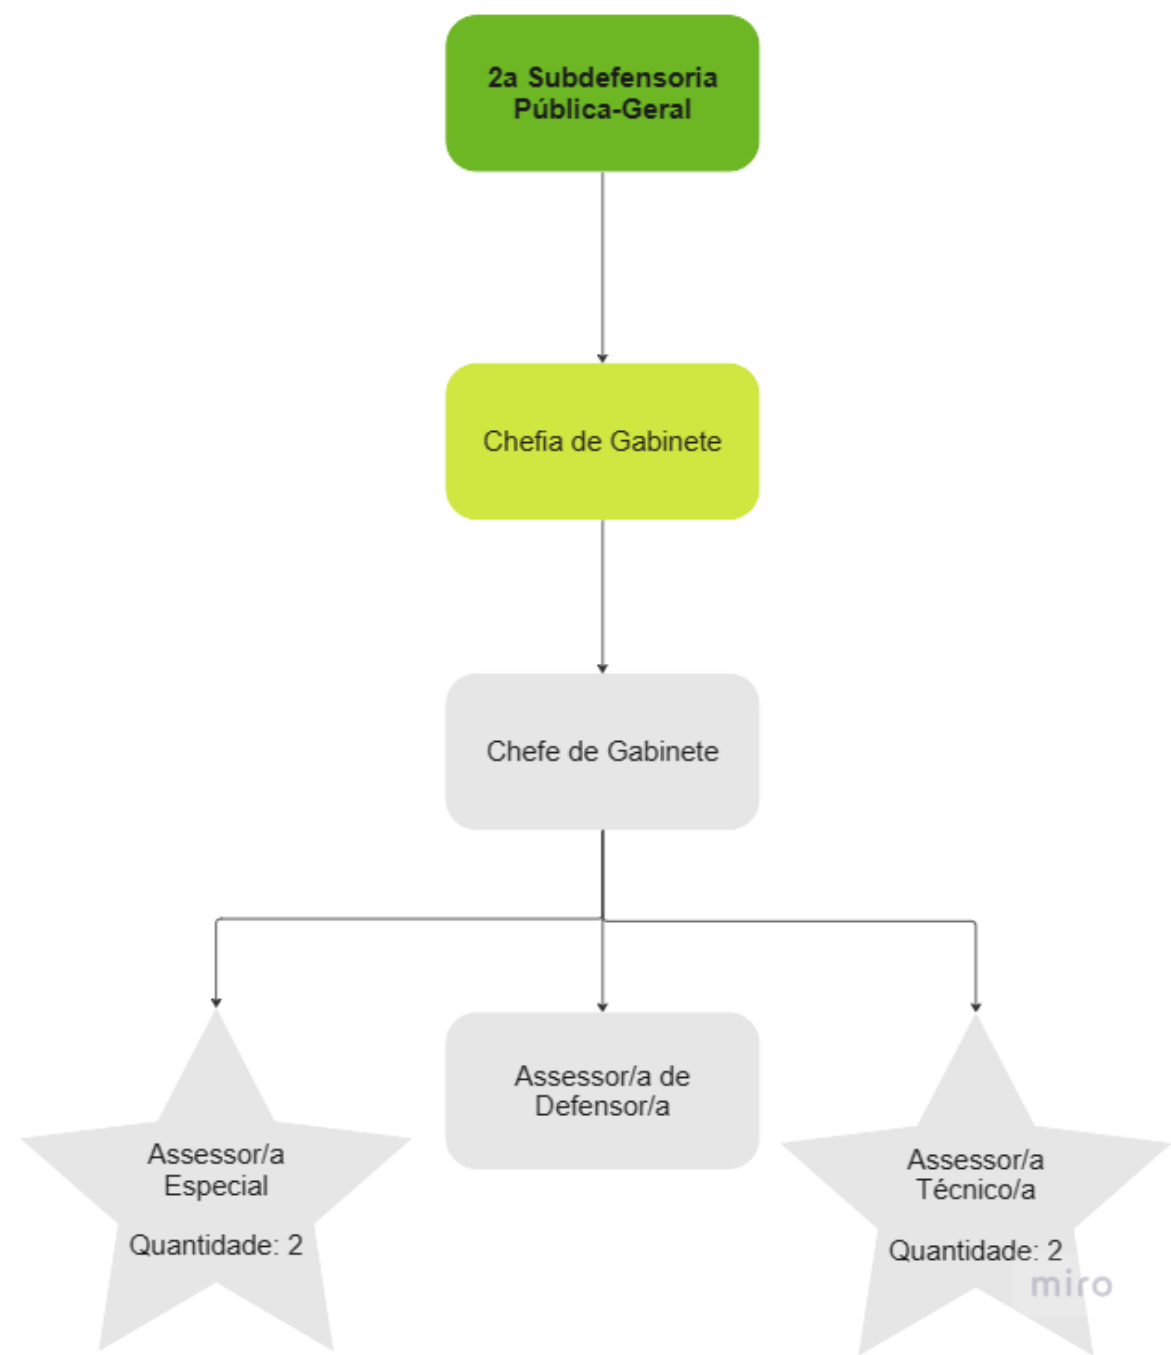 2a Subdefensoria
Pública-Geral
Chefia de Gabinete
Chefe de Gabinete
Assessor/a
Especial
Quantidade: 2
Assessor/a de
Defensor/a
Assessor/a
Técnico/a
Quantidade: 2
miro